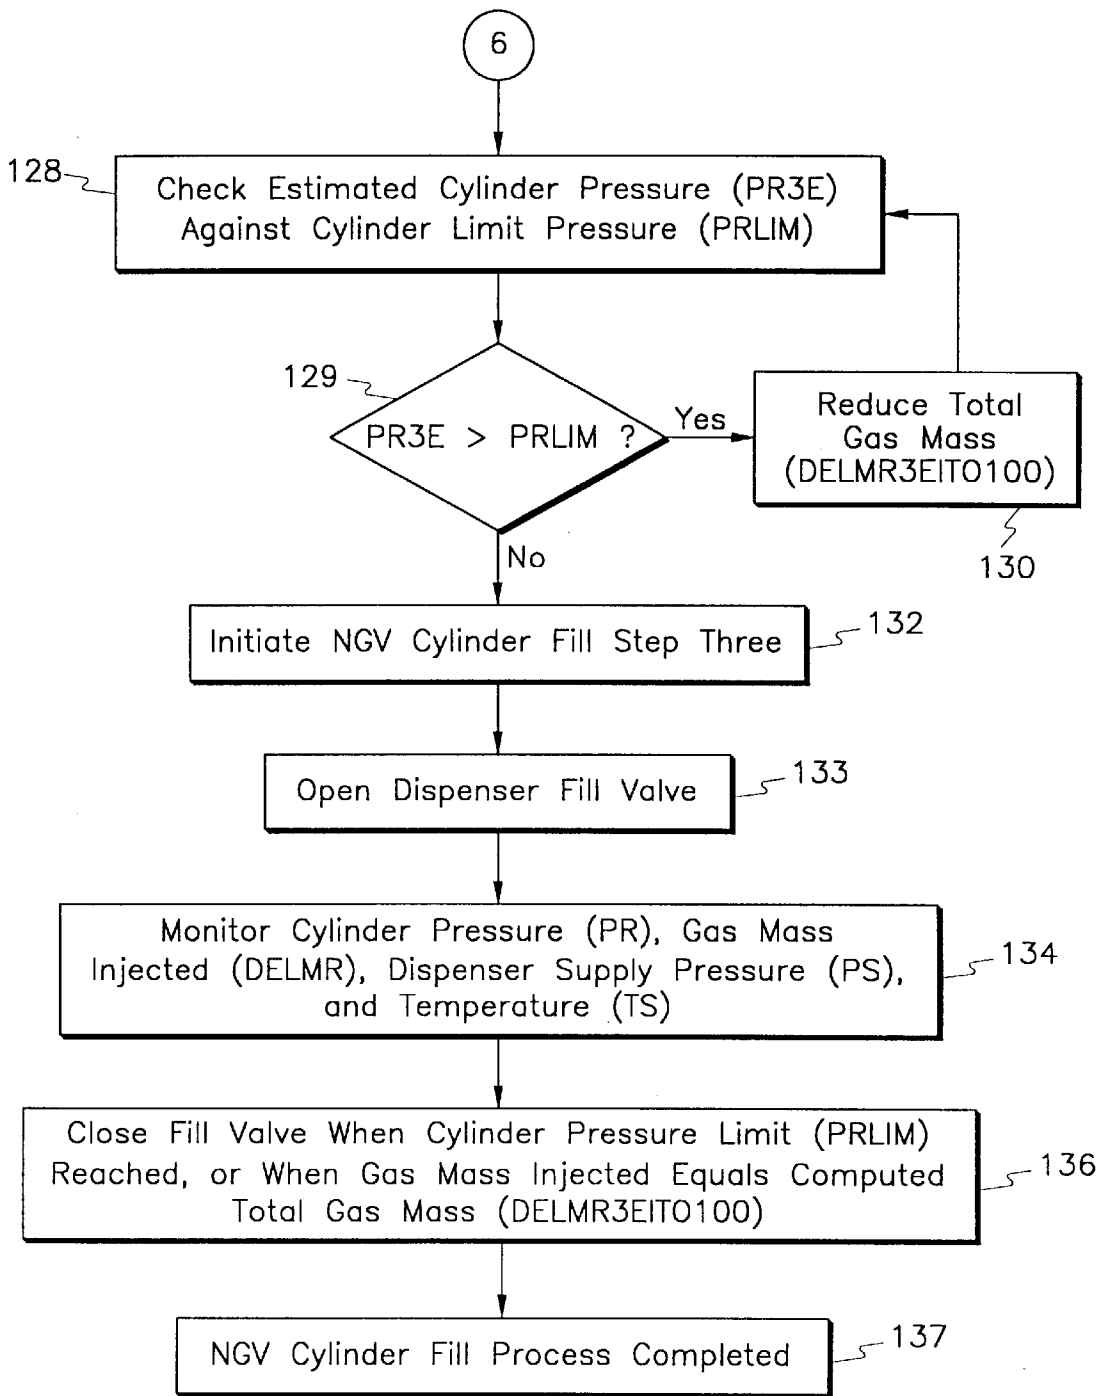 6
128
Check Estimated Cylinder Pressure (PR3E)
Against Cylinder Limit Pressure (PRLIM)
129
PR3E > PRLIM ?
Yes
Reduce Total
Gas Mass
(DELMR3EITO100)
130
No
Initiate NGV Cylinder Fill Step Three
132
Open Dispenser Fill Valve
133
Monitor Cylinder Pressure (PR), Gas Mass
Injected (DELMR), Dispenser Supply Pressure (PS),
and Temperature (TS)
134
Close Fill Valve When Cylinder Pressure Limit (PRLIM)
Reached, or When Gas Mass Injected Equals Computed
Total Gas Mass (DELMR3EITO100)
136
NGV Cylinder Fill Process Completed
137